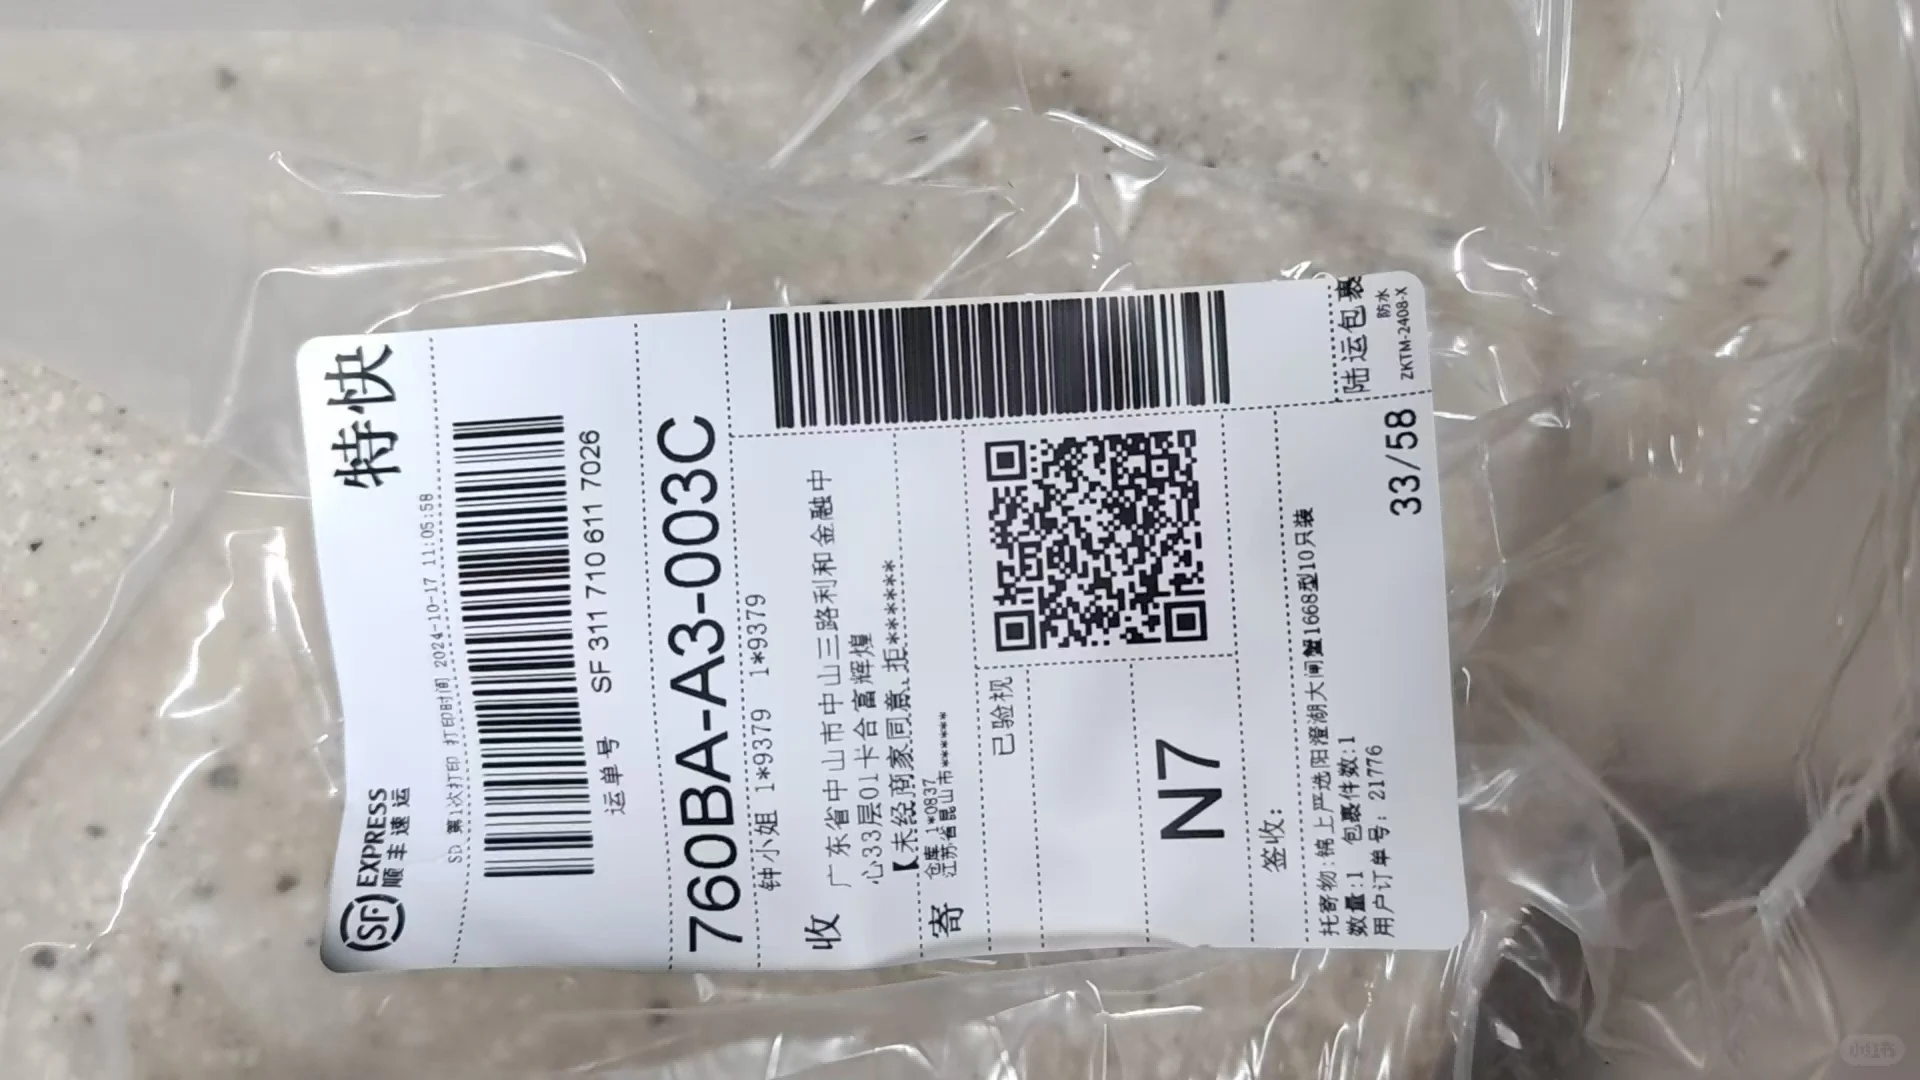 SF EXPRESS
顺丰速运
特快
SD 第1次打印 打印时间 2024-10-17 11:05:58
运单号 SF 311 710 611 7026
760BA-A3-003C
收
钟小姐 1*9379 1*9379
广东省中山市中山三路利和金融中
心33层01卡合富辉煌
【未经商家同意、拒********
寄
仓库 1*0837
江苏省昆山市******
已验视
N7
签收:
托寄物:锦上严选阳澄湖大闸蟹1668型10只装
数量:1 包裹件数:1
用户订单号: 21776
33/58
陆运包裹
防水
ZKTM-2408-X
小红书